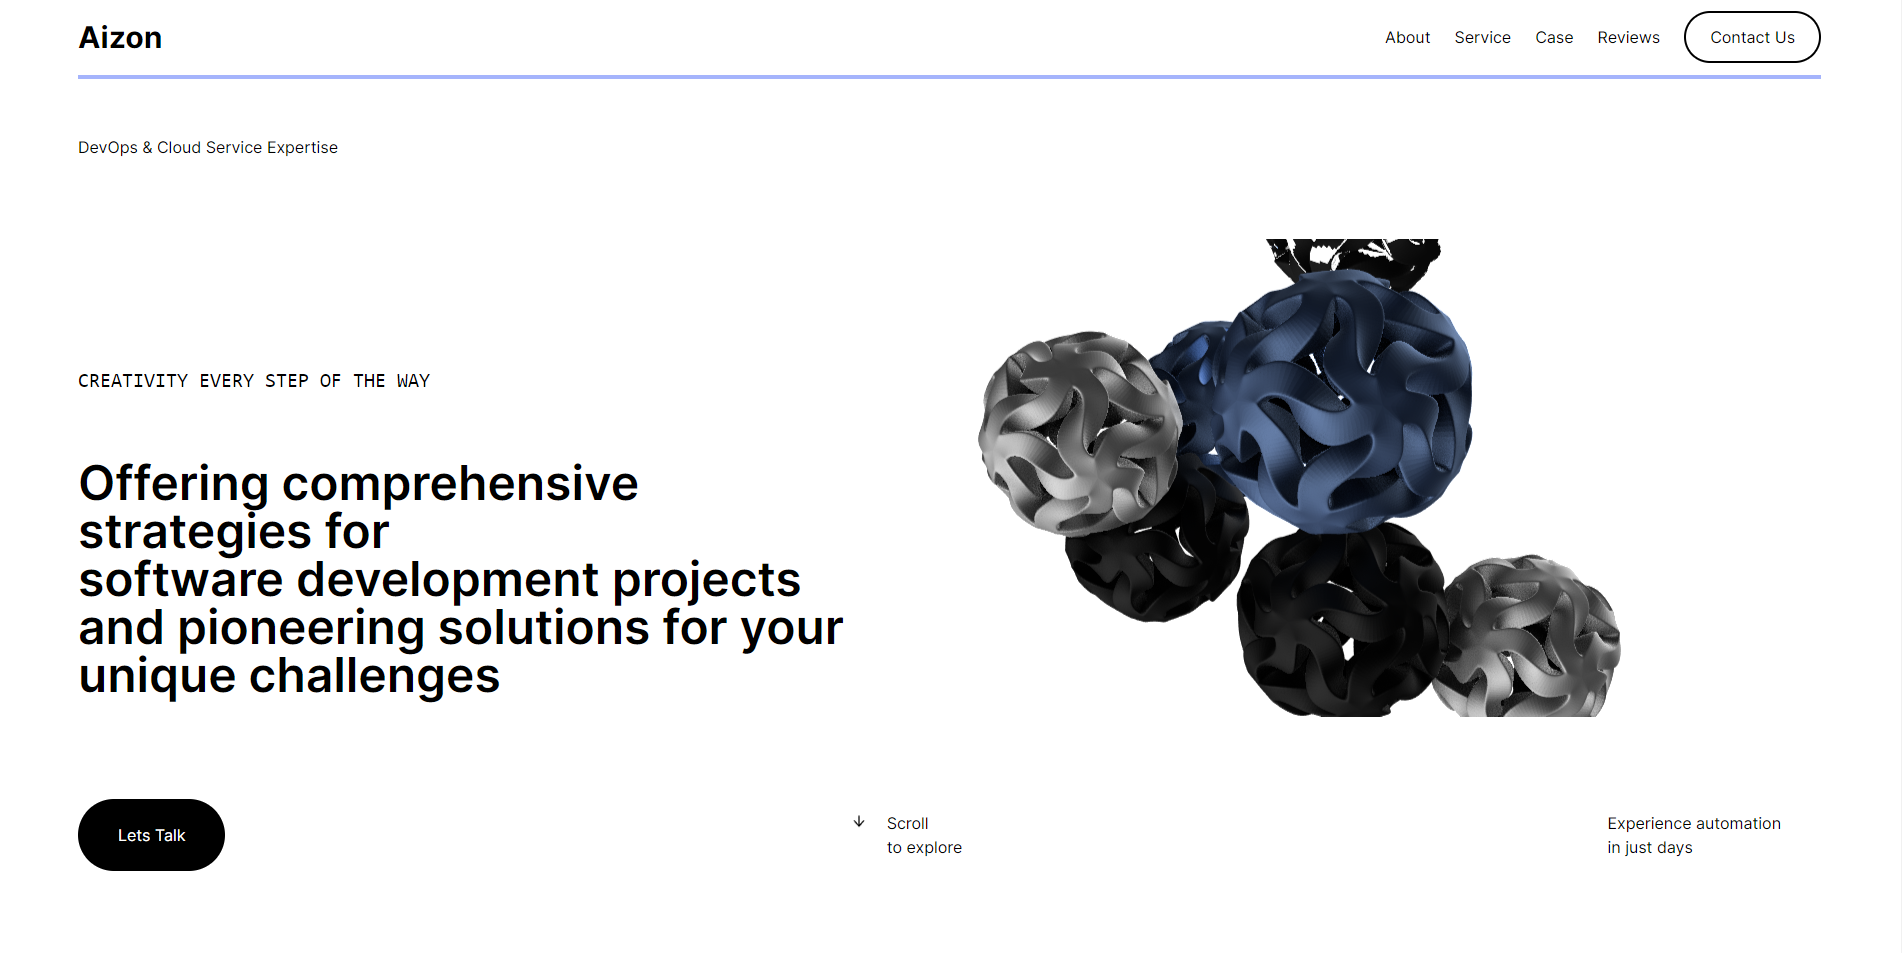 Aizon
About
Service
Case
Reviews
Contact Us
DevOps & Cloud Service Expertise
CREATIVITY EVERY STEP OF THE WAY
Offering comprehensive
strategies for
software development projects
and pioneering solutions for your
unique challenges
Lets Talk
Scroll
to explore
Experience automation
in just days